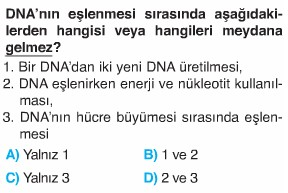 DNA'nın eşlenmesi sırasında aşağıdaki-
lerden hangisi veya hangileri meydana
gelmez?
1. Bir DNA'dan iki yeni DNA üretilmesi,
2. DNA eşlenirken enerji ve nükleotit kullanıl-
ması,
3. DNA'nın hücre büyümesi sırasında eşlen-
mesi
A) Yalnız 1 B) 1 ve 2
C) Yalnız 3 D) 2 ve 3